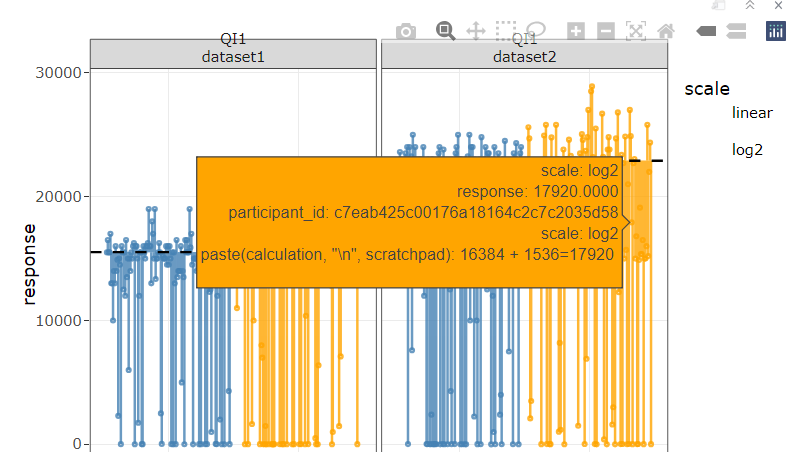 QI1
dataset1
QI1
dataset2
scale
linear
log2
30000
20000
10000
0
response
scale: log2
response: 17920.0000
participant_id: c7eab425c00176a18164c2c7c2035d58
scale: log2
paste(calculation, "\n", scratchpad): 16384 + 1536=17920